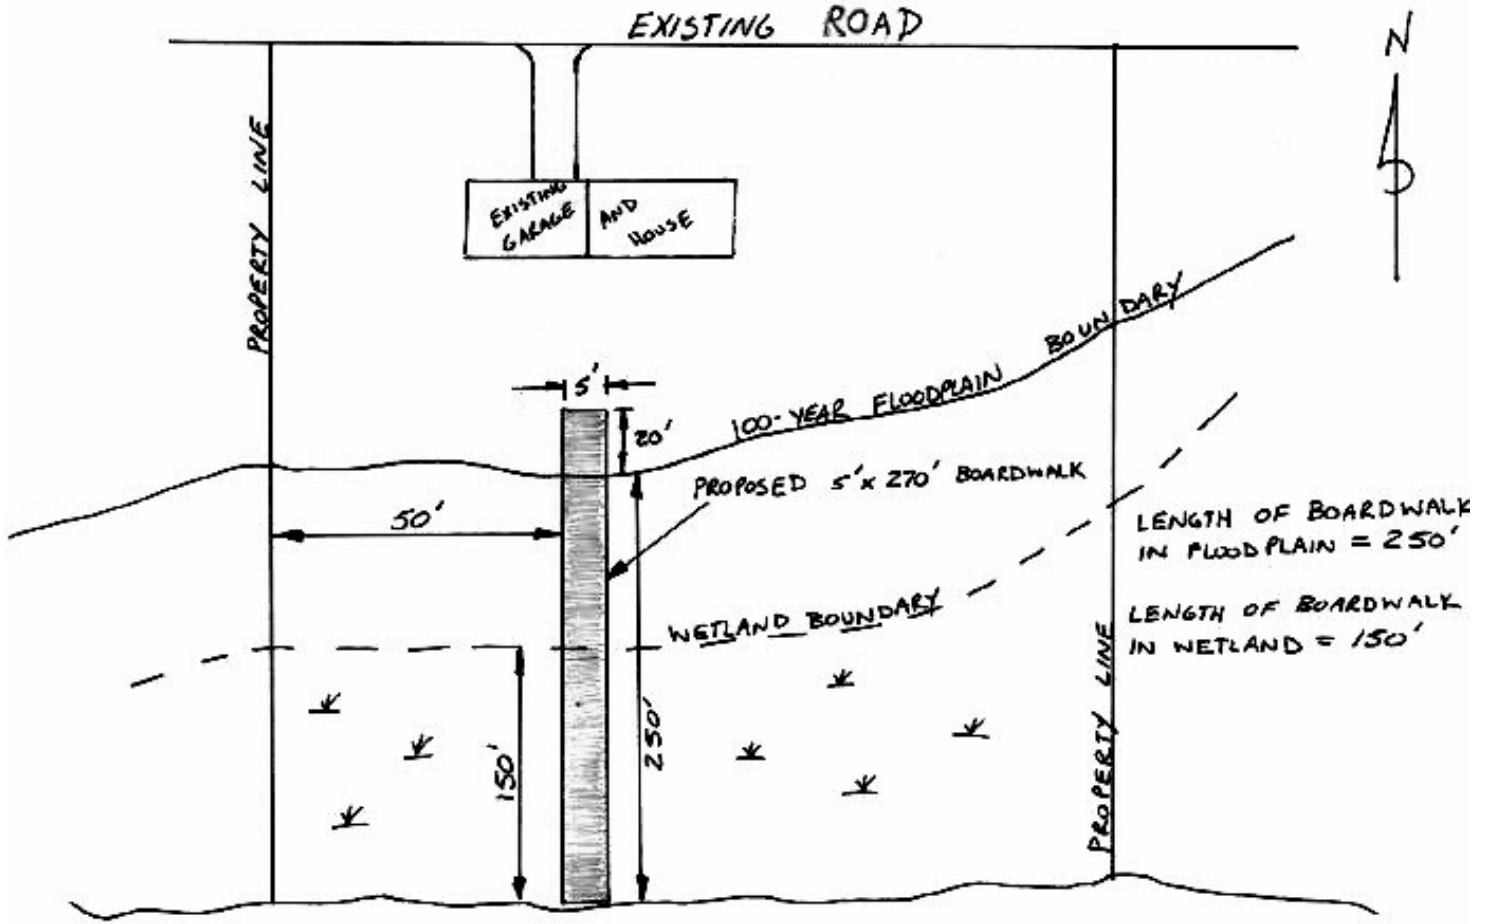 EXISTING ROAD
N
PROPERTY LINE
EXISTING
GARAGE
AND
HOUSE
100-YEAR FLOODPLAIN BOUNDARY
5'
20'
PROPOSED 5' x 270' BOARDWALK
50'
LENGTH OF BOARDWALK
IN FLOODPLAIN = 250'
LENGTH OF BOARDWALK
IN WETLAND = 150'
WETLAND BOUNDARY
150'
250'
PROPERTY LINE